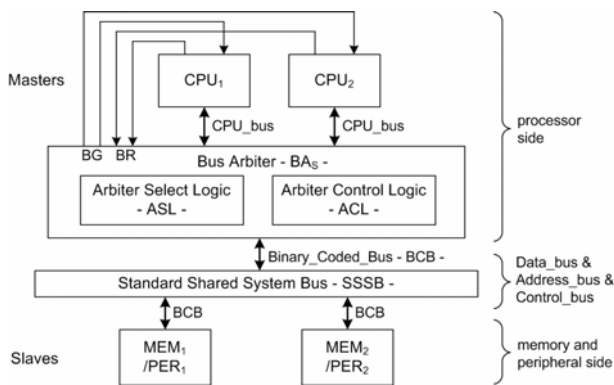 Masters
CPU₁
CPU₂
CPU_bus
CPU_bus
processor
side
BG
BR
Bus Arbiter - BAₛ -
Arbiter Select Logic
- ASL -
Arbiter Control Logic
- ACL -
Binary_Coded_Bus - BCB -
Data_bus &
Address_bus &
Control_bus
Standard Shared System Bus - SSSB -
BCB
BCB
Slaves
MEM₁
/PER₁
MEM₂
/PER₂
memory and
peripheral side